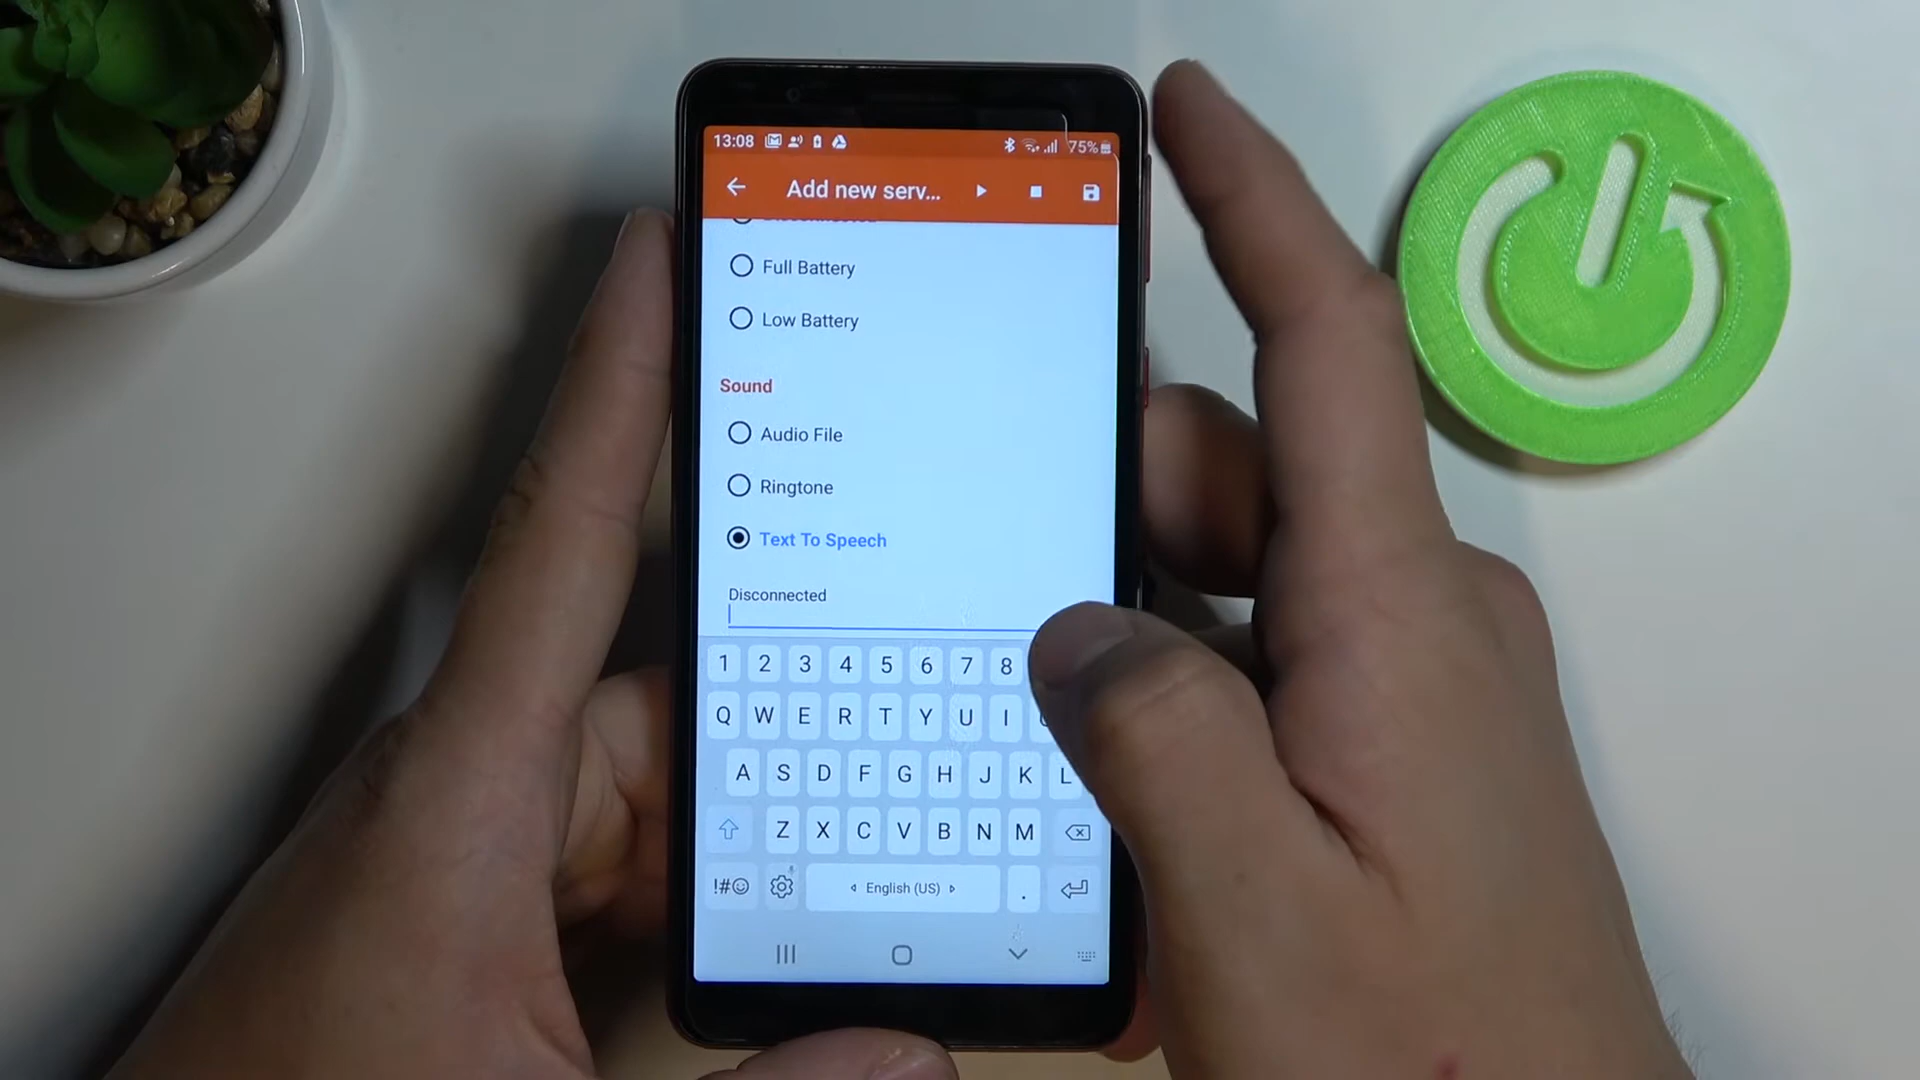 13:08 75%
Add new serv...
Full Battery
Low Battery
Sound
Audio File
Ringtone
Text To Speech
Disconnected
1 2 3 4 5 6 7 8
Q W E R T Y U I
A S D F G H J K L
Z X C V B N M
!#☺ English (US) .